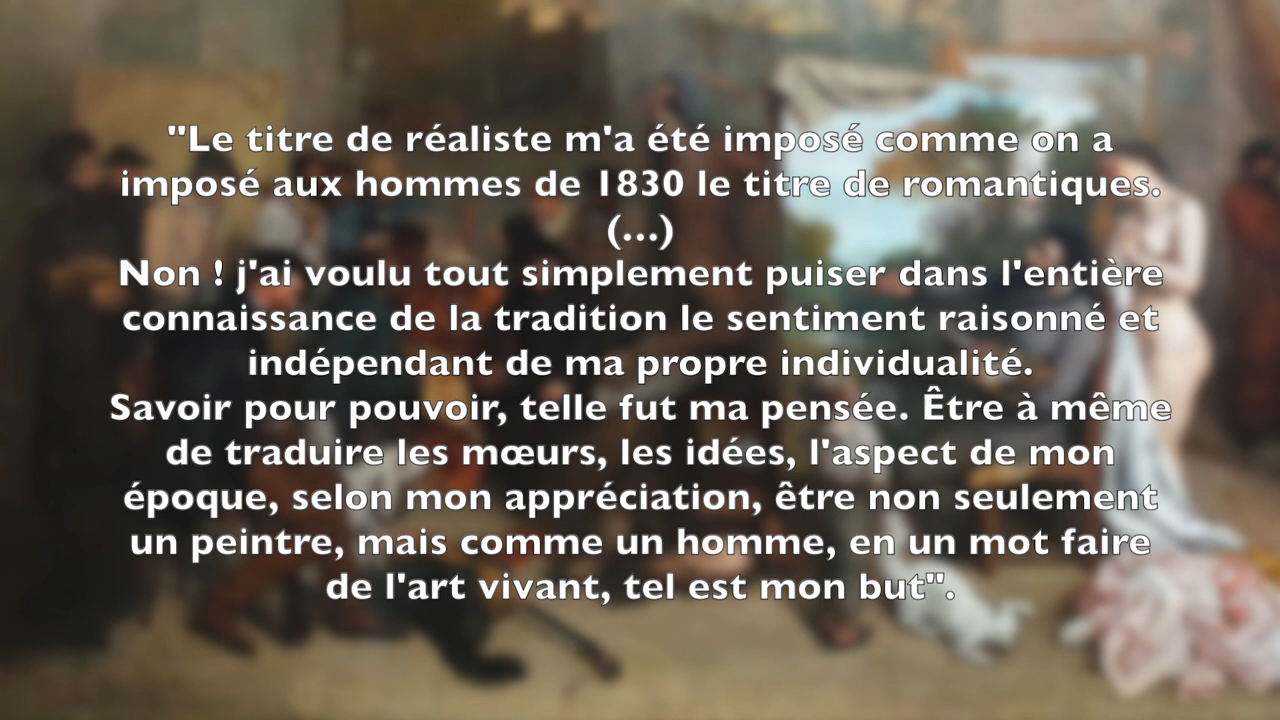 "Le titre de réaliste m'a été imposé comme on a
imposé aux hommes de 1830 le titre de romantiques.
(...)
Non ! j'ai voulu tout simplement puiser dans l'entière
connaissance de la tradition le sentiment raisonné et
indépendant de ma propre individualité.
Savoir pour pouvoir, telle fut ma pensée. Être à même
de traduire les mœurs, les idées, l'aspect de mon
époque, selon mon appréciation, être non seulement
un peintre, mais comme un homme, en un mot faire
de l'art vivant, tel est mon but".